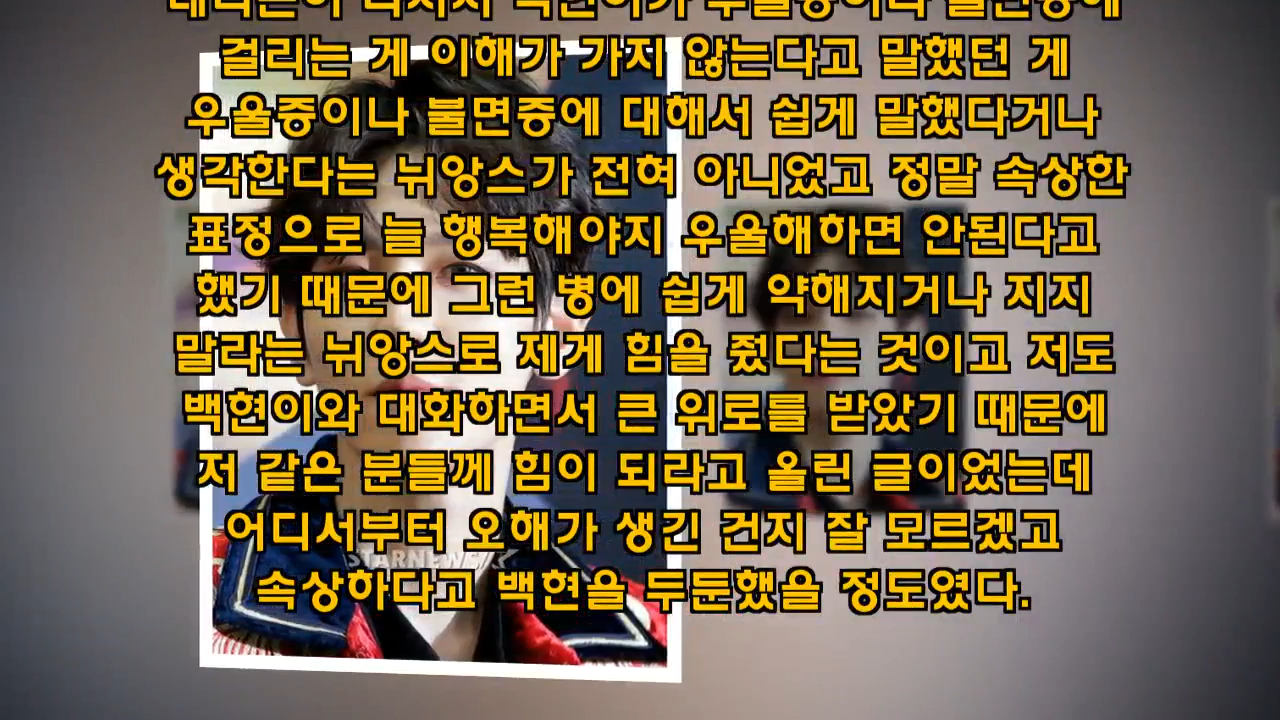 걸리는 게 이해가 가지 않는다고 말했던 게
우울증이나 불면증에 대해서 쉽게 말했다거나
생각한다는 뉘앙스가 전혀 아니었고 정말 속상한
표정으로 늘 행복해야지 우울해하면 안된다고
했기 때문에 그런 병에 쉽게 약해지거나 지지
말라는 뉘앙스로 제게 힘을 줬다는 것이고 저도
백현이와 대화하면서 큰 위로를 받았기 때문에
저 같은 분들께 힘이 되라고 올린 글이었는데
어디서부터 오해가 생긴 건지 잘 모르겠고
STARNEWS
속상하다고 백현을 두둔했을 정도였다.